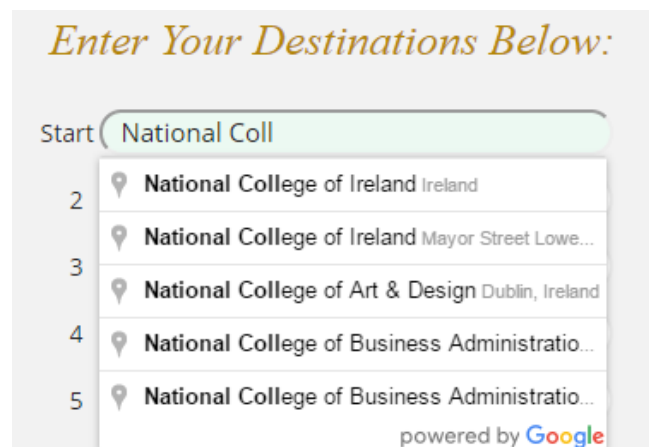 Enter Your Destinations Below:
Start National Coll
National College of Ireland Ireland
2
National College of Ireland Mayor Street Lowe...
3
National College of Art & Design Dublin, Ireland
4 National College of Business Administratio...
5 National College of Business Administratio...
powered by Google